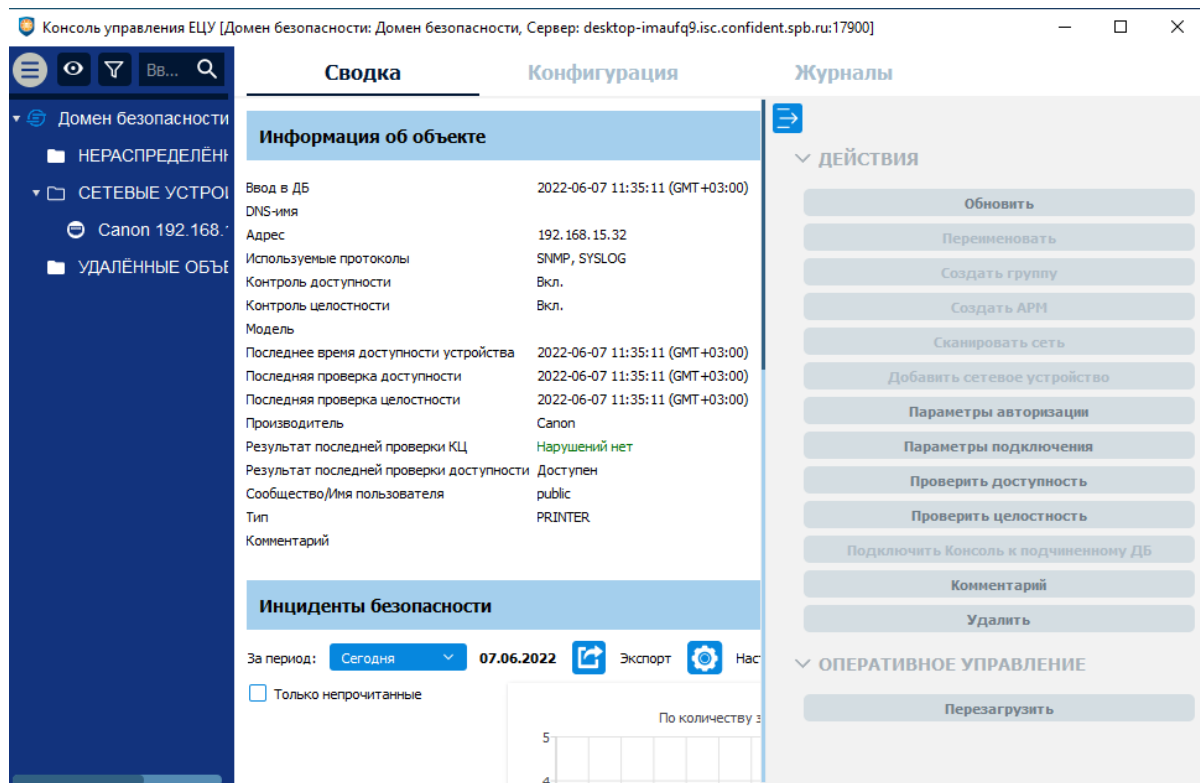 Консоль управления ЕЦУ [Домен безопасности: Домен безопасности, Сервер: desktop-imaufq9.isc.confident.spb.ru:17900]
Вв...
Домен безопасности
НЕРАСПРЕДЕЛЁНН
СЕТЕВЫЕ УСТРОЙ
Canon 192.168.1
УДАЛЁННЫЕ ОБЪЕ
Сводка Конфигурация Журналы
Информация об объекте
Ввод в ДБ 2022-06-07 11:35:11 (GMT+03:00)
DNS-имя
Адрес 192.168.15.32
Используемые протоколы SNMP, SYSLOG
Контроль доступности Вкл.
Контроль целостности Вкл.
Модель
Последнее время доступности устройства 2022-06-07 11:35:11 (GMT+03:00)
Последняя проверка доступности 2022-06-07 11:35:11 (GMT+03:00)
Последняя проверка целостности 2022-06-07 11:35:11 (GMT+03:00)
Производитель Canon
Результат последней проверки КЦ Нарушений нет
Результат последней проверки доступности Доступен
Сообщество/Имя пользователя public
Тип PRINTER
Комментарий
Инциденты безопасности
За период: Сегодня 07.06.2022 Экспорт Нас
Только непрочитанные
По количеству з
5
4
ДЕЙСТВИЯ
Обновить
Переименовать
Создать группу
Создать АРМ
Сканировать сеть
Добавить сетевое устройство
Параметры авторизации
Параметры подключения
Проверить доступность
Проверить целостность
Подключить Консоль к подчиненному ДБ
Комментарий
Удалить
ОПЕРАТИВНОЕ УПРАВЛЕНИЕ
Перезагрузить